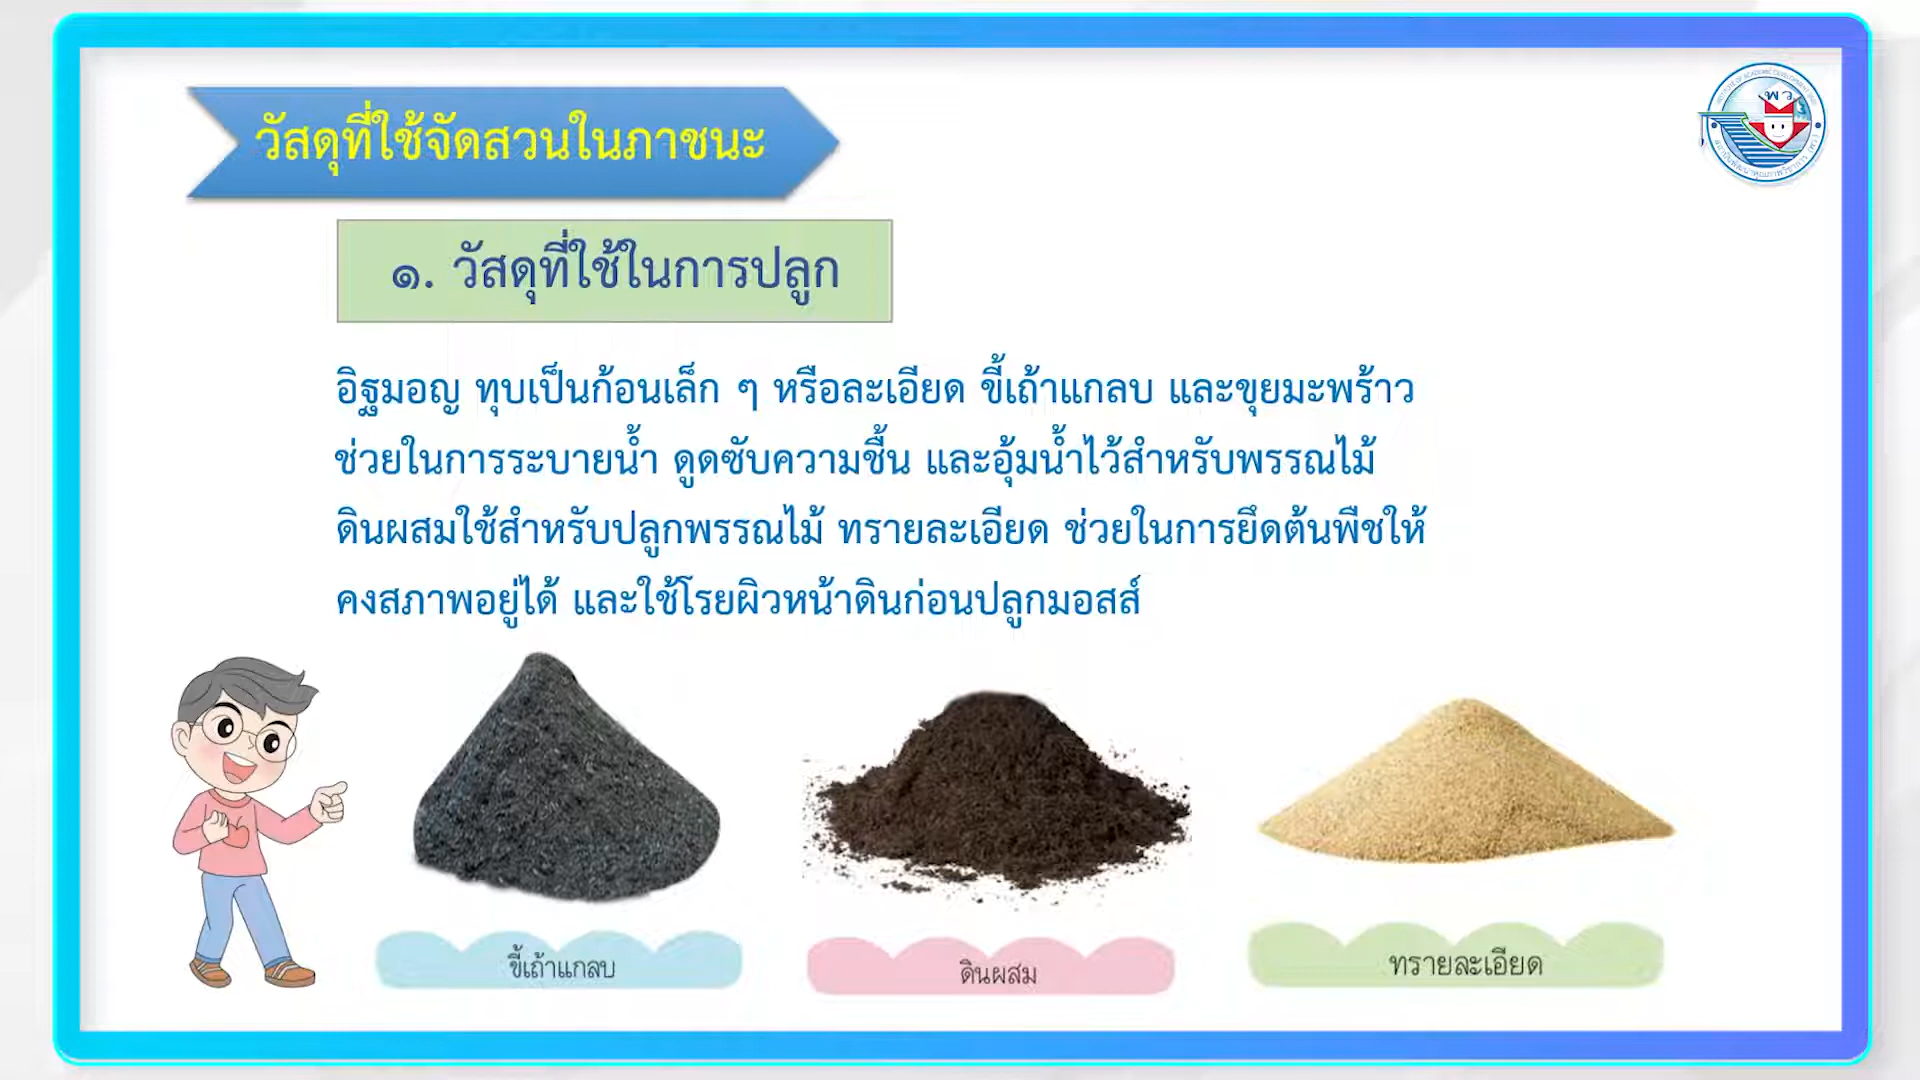 วัสดุที่ใช้จัดสวนในภาชนะ
พว
๑. วัสดุที่ใช้ในการปลูก
อิฐมอญ ทุบเป็นก้อนเล็ก ๆ หรือละเอียด ขี้เถ้าแกลบ และขุยมะพร้าว
ช่วยในการระบายน้ำ ดูดซับความชื้น และอุ้มน้ำไว้สำหรับพรรณไม้
ดินผสมใช้สำหรับปลูกพรรณไม้ ทรายละเอียด ช่วยในการยึดต้นพืชให้
คงสภาพอยู่ได้ และใช้โรยผิวหน้าดินก่อนปลูกมอสส์
ขี้เถ้าแกลบ
ดินผสม
ทรายละเอียด